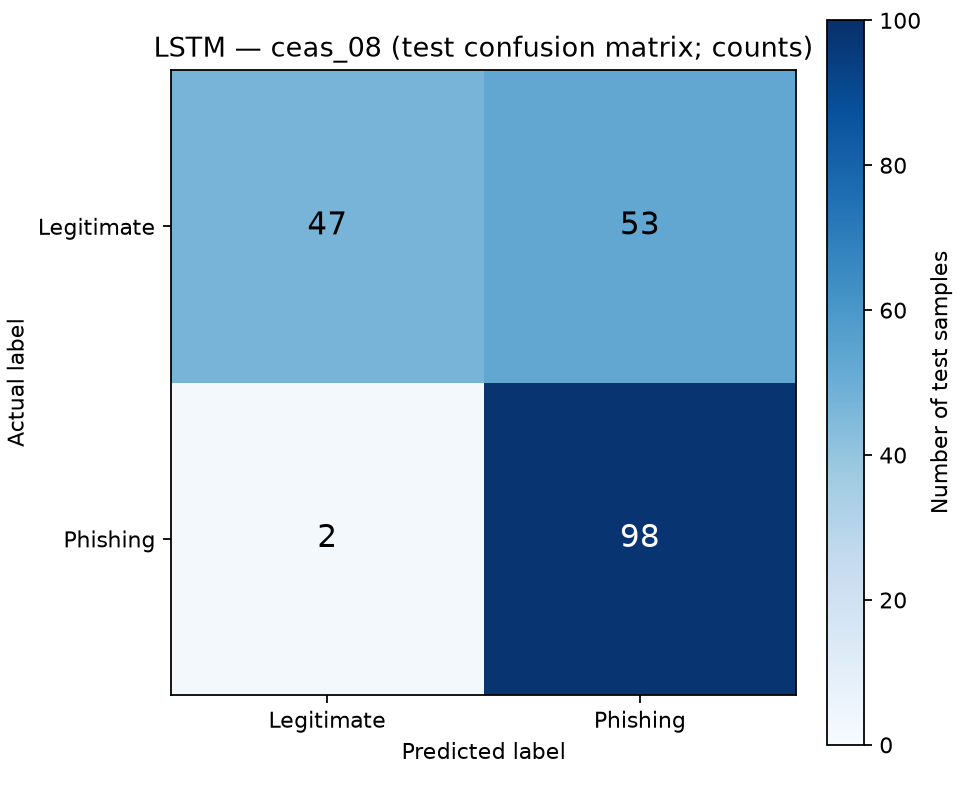 LSTM — ceas_08 (test confusion matrix; counts)
Actual label
Legitimate
Phishing
47
53
2
98
Legitimate
Phishing
Predicted label
100
80
60
40
20
0
Number of test samples